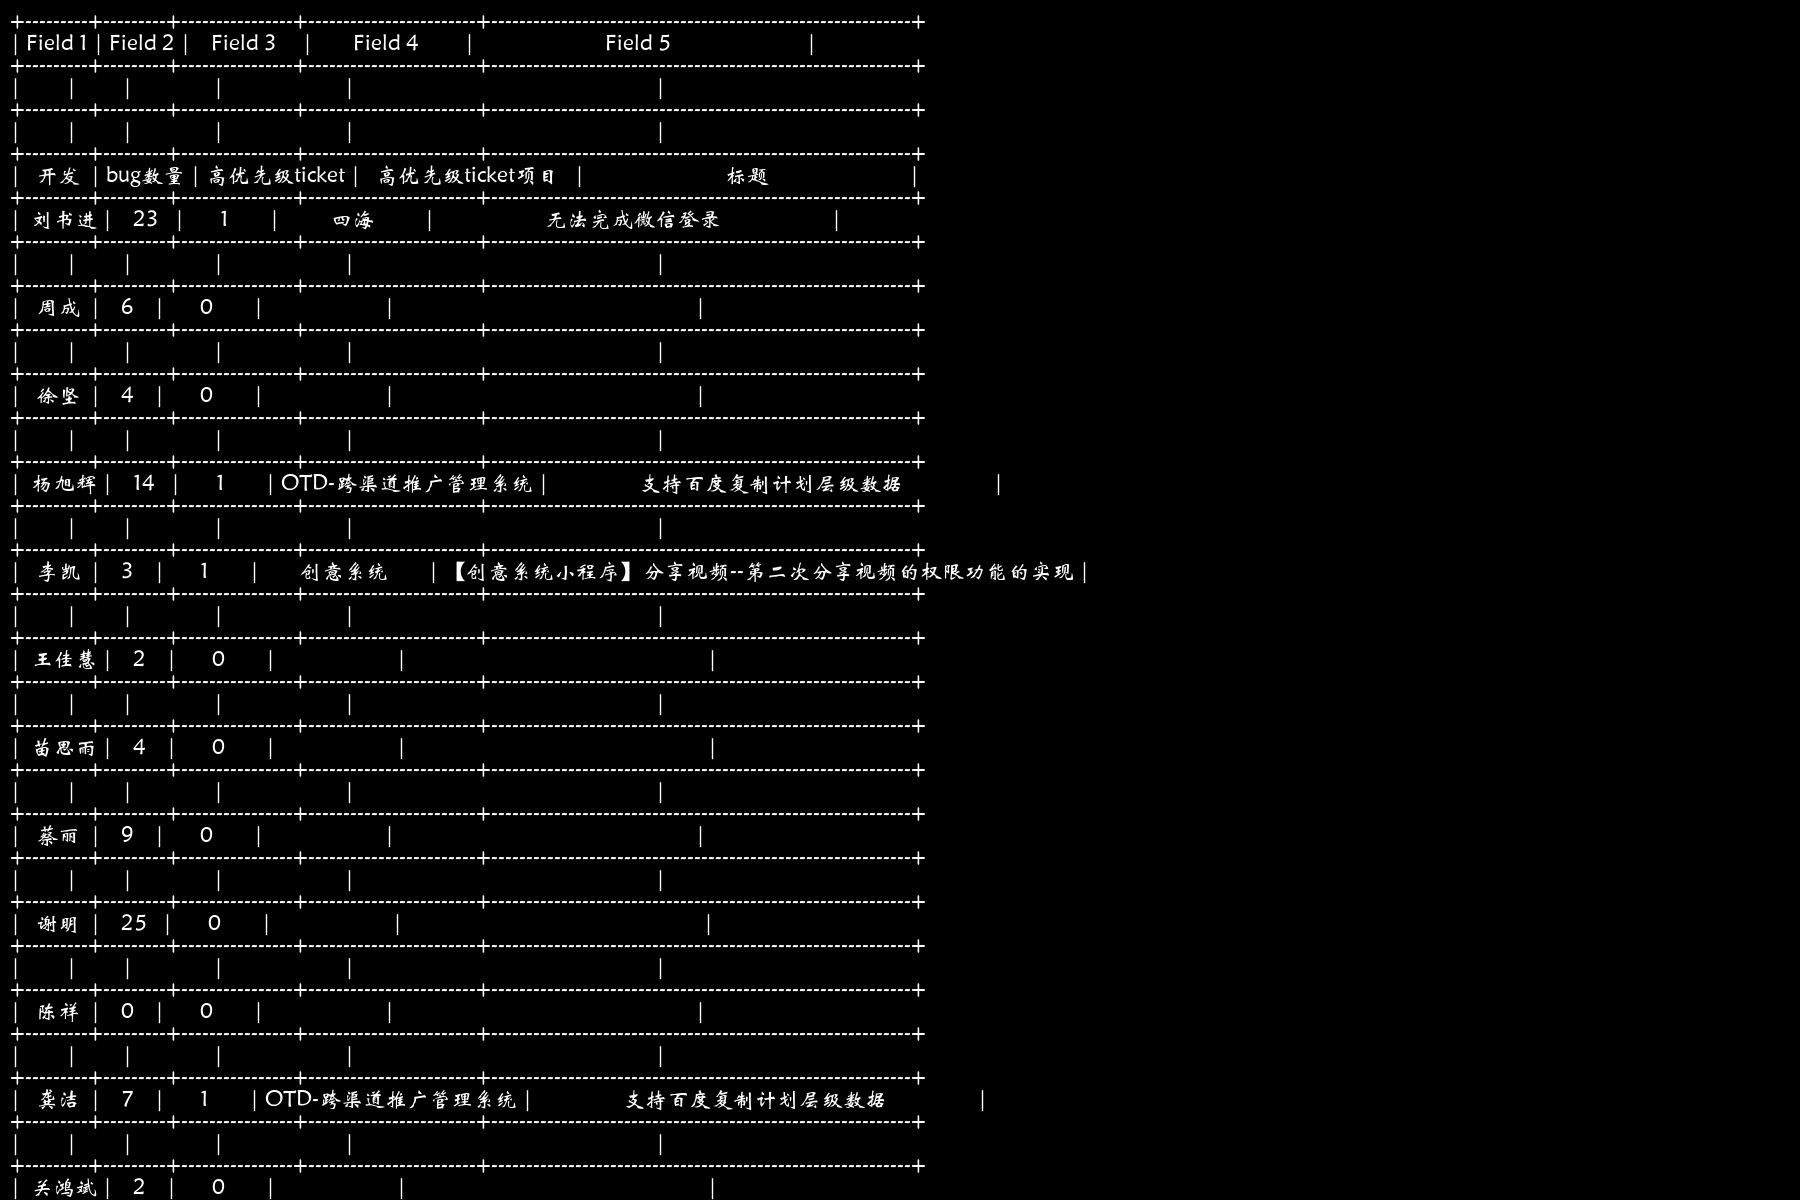 Field 1 | Field 2 | Field 3 | Field 4 | Field 5
开发 | bug数量 | 高优先级ticket | 高优先级ticket项目 | 标题
刘书进 | 23 | 1 | 四海 | 无法完成微信登录
周成 | 6 | 0
徐坚 | 4 | 0
杨旭辉 | 14 | 1 | OTD-跨渠道推广管理系统 | 支持百度复制计划层级数据
李凯 | 3 | 1 | 创意系统 | 【创意系统小程序】分享视频--第二次分享视频的权限功能的实现
王佳慧 | 2 | 0
苗思雨 | 4 | 0
蔡丽 | 9 | 0
谢明 | 25 | 0
陈祥 | 0 | 0
龚洁 | 7 | 1 | OTD-跨渠道推广管理系统 | 支持百度复制计划层级数据
关鸿斌 | 2 | 0